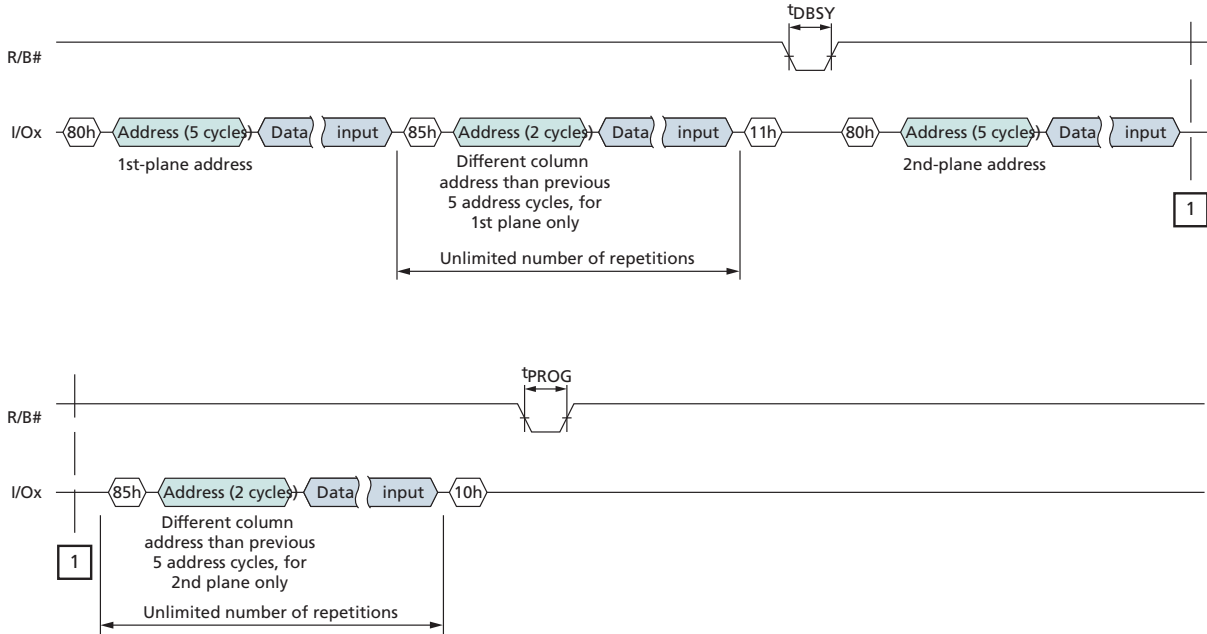 tDBSY
R/B#
I/Ox 80h Address (5 cycles) Data input 85h Address (2 cycles) Data input 11h 80h Address (5 cycles) Data input
1st-plane address
Different column
address than previous
5 address cycles, for
1st plane only
2nd-plane address
1
Unlimited number of repetitions
tPROG
R/B#
I/Ox 85h Address (2 cycles) Data input 10h
Different column
address than previous
5 address cycles, for
2nd plane only
1
Unlimited number of repetitions